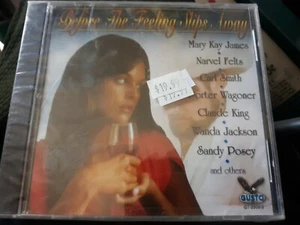 Before The Feeling Slips Away
Mary Kay James
Narvel Felts
Carl Smith
Porter Wagoner
Claude King
Wanda Jackson
Sandy Posey
and others
GUSTO